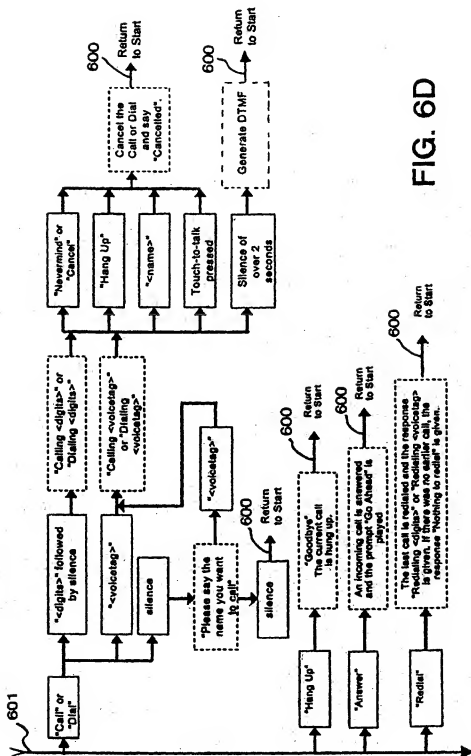 601
"Call" or
"Dial"
"<digits>" followed
by silence
"Calling <digits>" or
"Dialing <digits>"
"<voicetag>"
"Calling <voicetag>
or "Dialing
<voicetag>"
silence
"Please say the
name you want
to call"
"<voicetag>"
silence
600
Return
to Start
"Nevermind" or
"Cancel"
"Hang Up"
"<name>"
Touch-to-talk
pressed
Silence of
over 2
seconds
Cancel the
Call or Dial
and say
"Cancelled"
600
Return
to Start
Generate DTMF
600
Return
to Start
"Hang Up"
"Goodbye"
The current call
is hung up.
600
Return
to Start
"Answer"
An incoming call is answered
and the prompt "Go Ahead" is
played
600
Return
to Start
"Redial"
The last call is redialed and the response
"Redialing <digits>" or "Redialing <voicetag>
is given. If there was no earlier call, the
response "Nothing to redial" is given.
600
Return
to Start
FIG. 6D